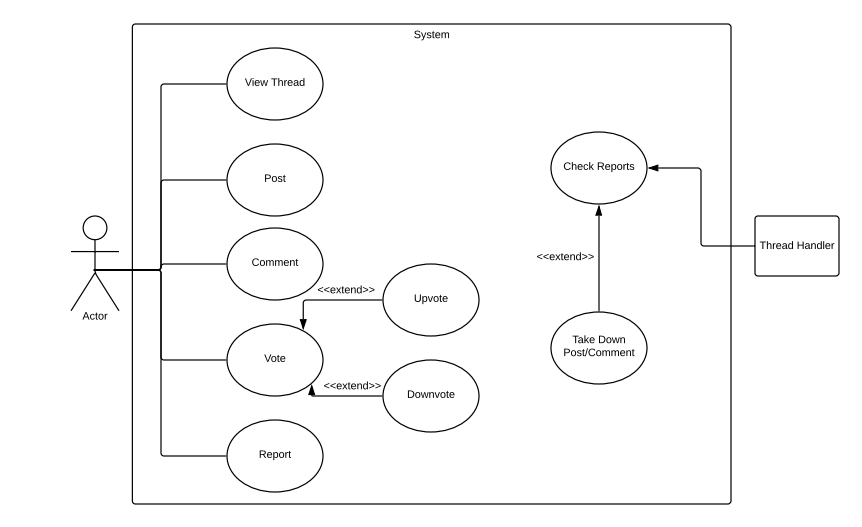 System
View Thread
Post
Comment
Vote
Report
Actor
<<extend>>
Upvote
<<extend>>
Downvote
Check Reports
<<extend>>
Take Down
Post/Comment
Thread Handler